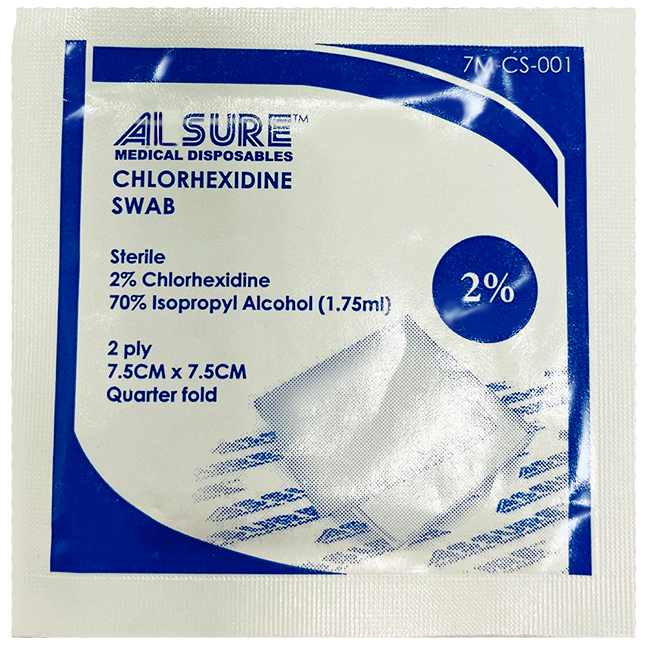 7M-CS-001
ALSURE™
MEDICAL DISPOSABLES
CHLORHEXIDINE
SWAB
Sterile
2% Chlorhexidine
70% Isopropyl Alcohol (1.75ml)
2%
2 ply
7.5CM x 7.5CM
Quarter fold